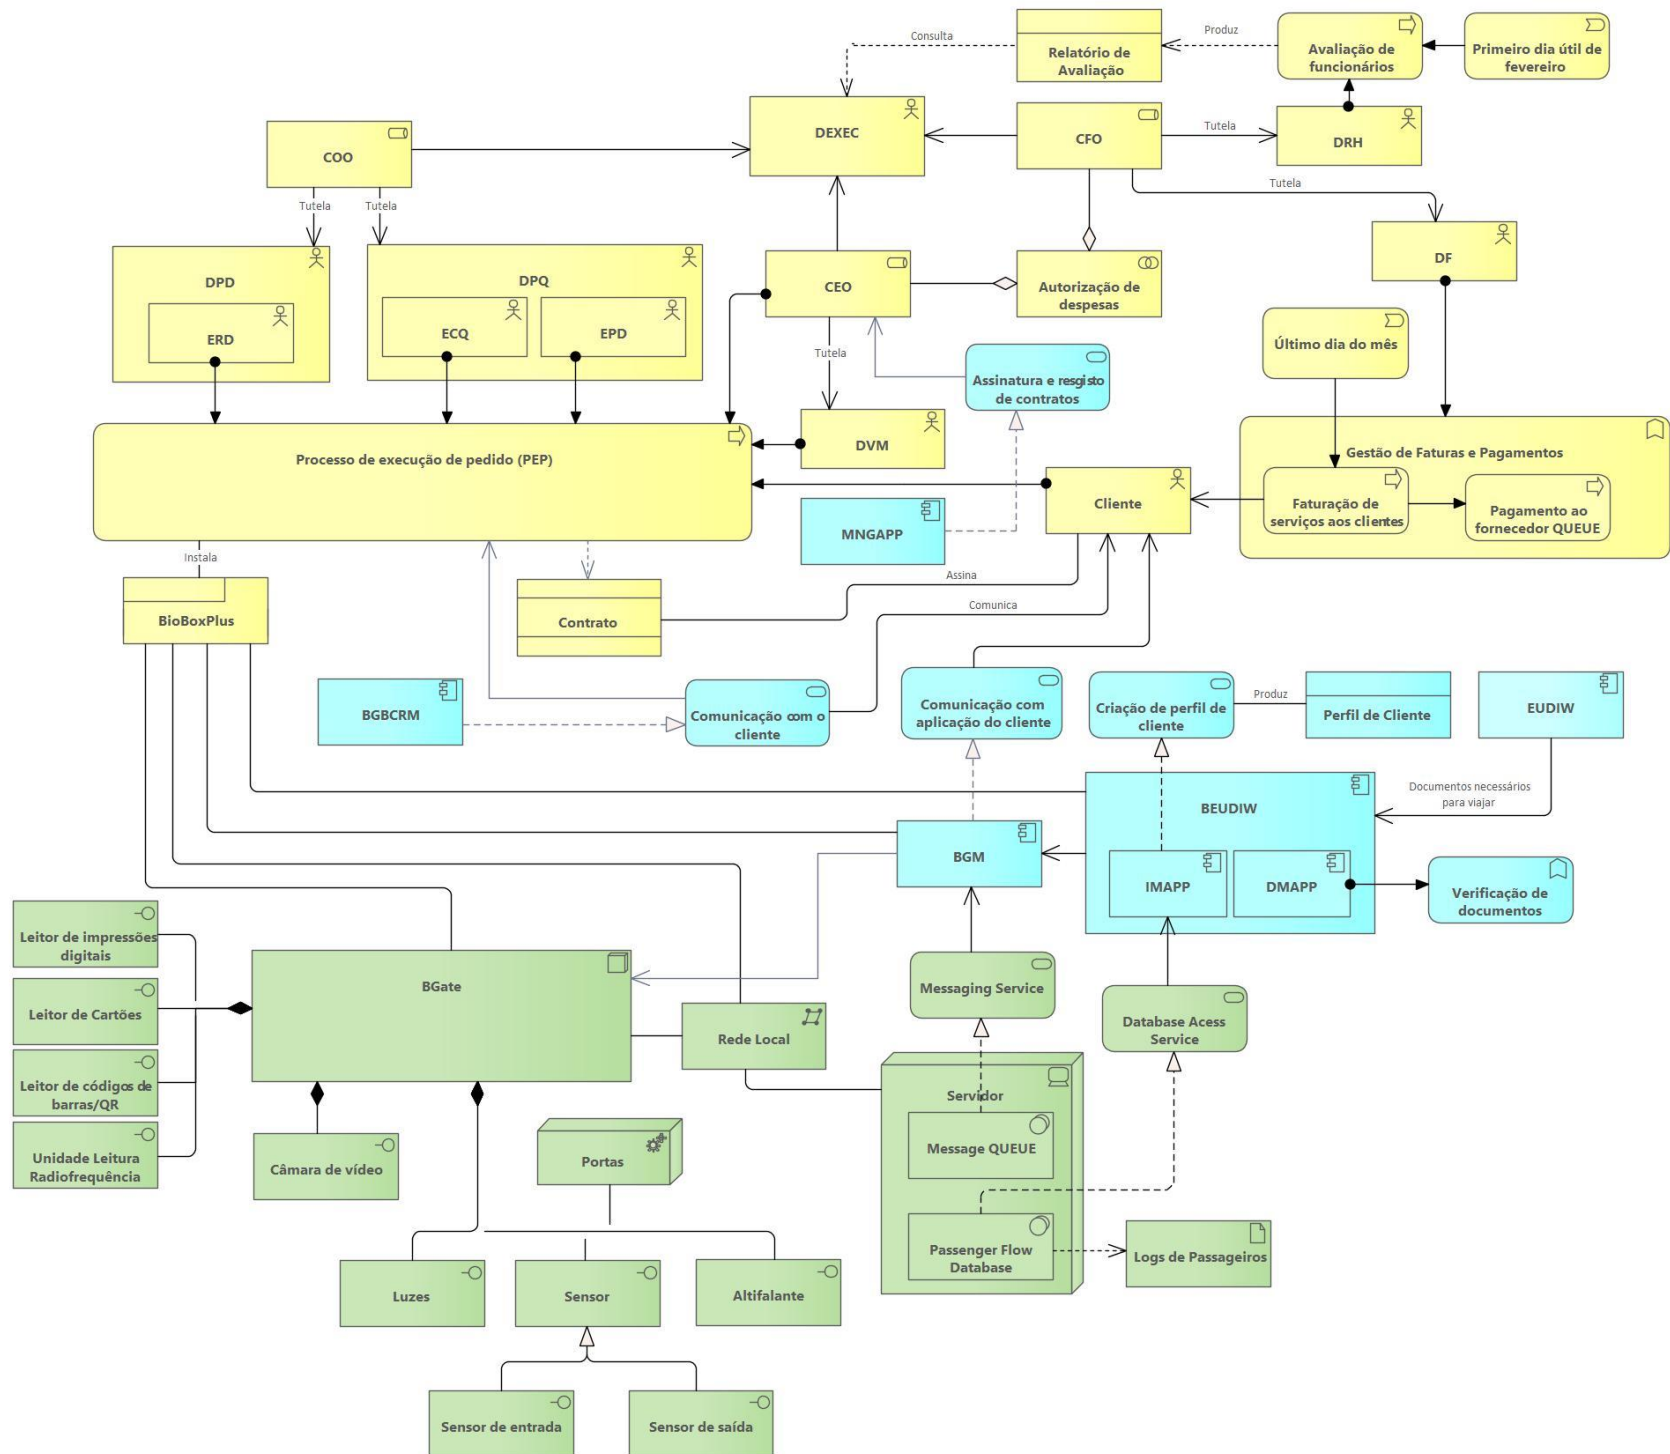 Consulta
Relatório de
Avaliação
Produz
Avaliação de
funcionários
Primeiro dia útil de
fevereiro
COO
DEXEC
CFO
Tutela
DRH
Tutela
Tutela
Tutela
DPD
ERD
DPQ
ECQ
EPD
CEO
Autorização de
despesas
DF
Tutela
Assinatura e resgisto
de contratos
Último dia do mês
Processo de execução de pedido (PEP)
DVM
Cliente
Gestão de Faturas e Pagamentos
Faturação de
serviços aos clientes
Pagamento ao
fornecedor QUEUE
MNGAPP
Instala
BioBoxPlus
Contrato
Assina
Comunica
BGBCRM
Comunicação com o
cliente
Comunicação com
aplicação do cliente
Criação de perfil de
cliente
Produz
Perfil de Cliente
EUDIW
Documentos necessários
para viajar
BEUDIW
BGM
IMAPP
DMAPP
Verificação de
documentos
Leitor de impressões
digitais
Leitor de Cartões
Leitor de códigos de
barras/QR
Unidade Leitura
Radiofrequência
BGate
Rede Local
Messaging Service
Database Acess
Service
Servidor
Message QUEUE
Passenger Flow
Database
Logs de Passageiros
Câmara de vídeo
Portas
Luzes
Sensor
Altifalante
Sensor de entrada
Sensor de saída